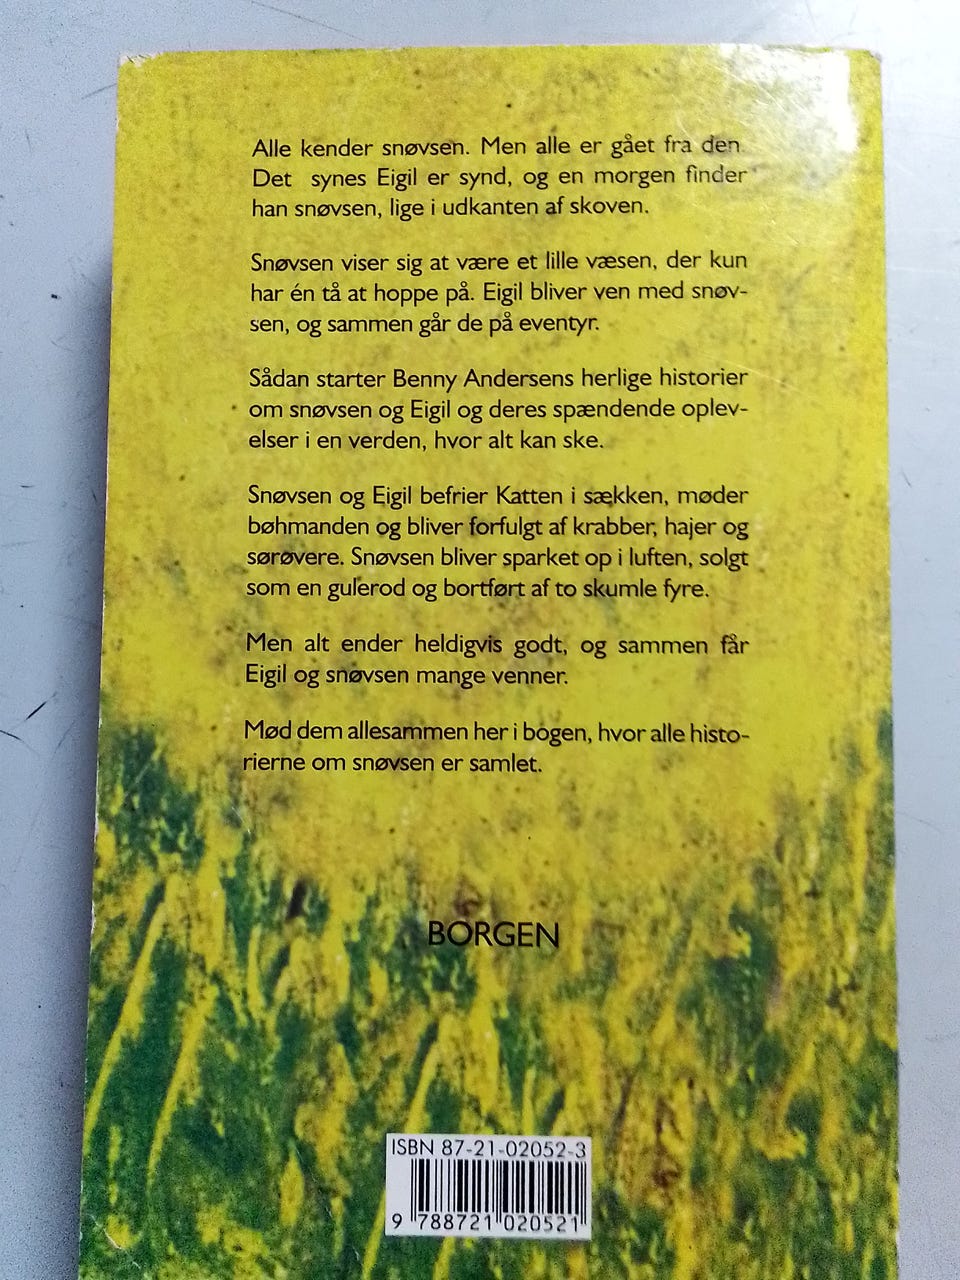 Alle kender snøvsen. Men alle er gået fra den.
Det synes Eigil er synd, og en morgen finder
han snøvsen, lige i udkanten af skoven.
Snøvsen viser sig at være et lille væsen, der kun
har én tå at hoppe på. Eigil bliver ven med snøv-
sen, og sammen går de på eventyr.
Sådan starter Benny Andersens herlige historier
om snøvsen og Eigil og deres spændende oplev-
elser i en verden, hvor alt kan ske.
Snøvsen og Eigil befrier Katten i sækken, møder
bøhmanden og bliver forfulgt af krabber, hajer og
sørøvere. Snøvsen bliver sparket op i luften, solgt
som en gulerod og bortført af to skumle fyre.
Men alt ender heldigvis godt, og sammen får
Eigil og snøvsen mange venner.
Mød dem allesammen her i bogen, hvor alle histo-
rierne om snøvsen er samlet.
BORGEN
ISBN 87-21-02052-3
9 788721 020521